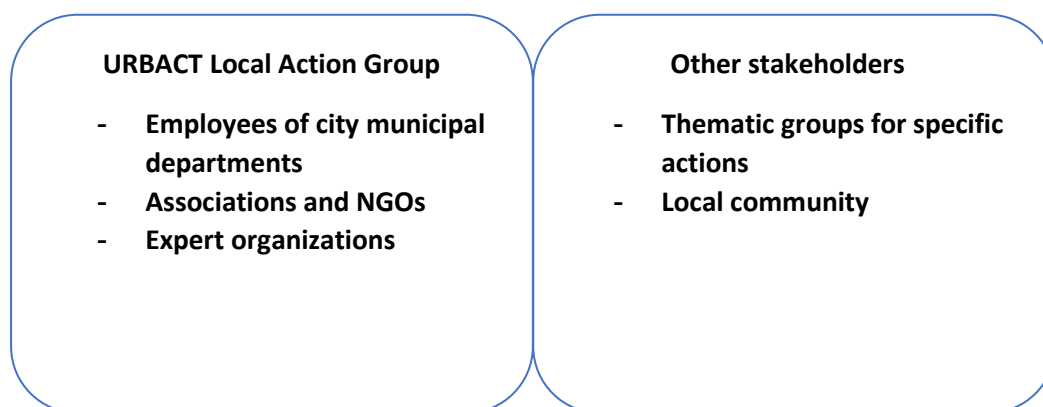 URBACT Local Action Group
- Employees of city municipal
departments
- Associations and NGOs
- Expert organizations
Other stakeholders
- Thematic groups for specific
actions
- Local community